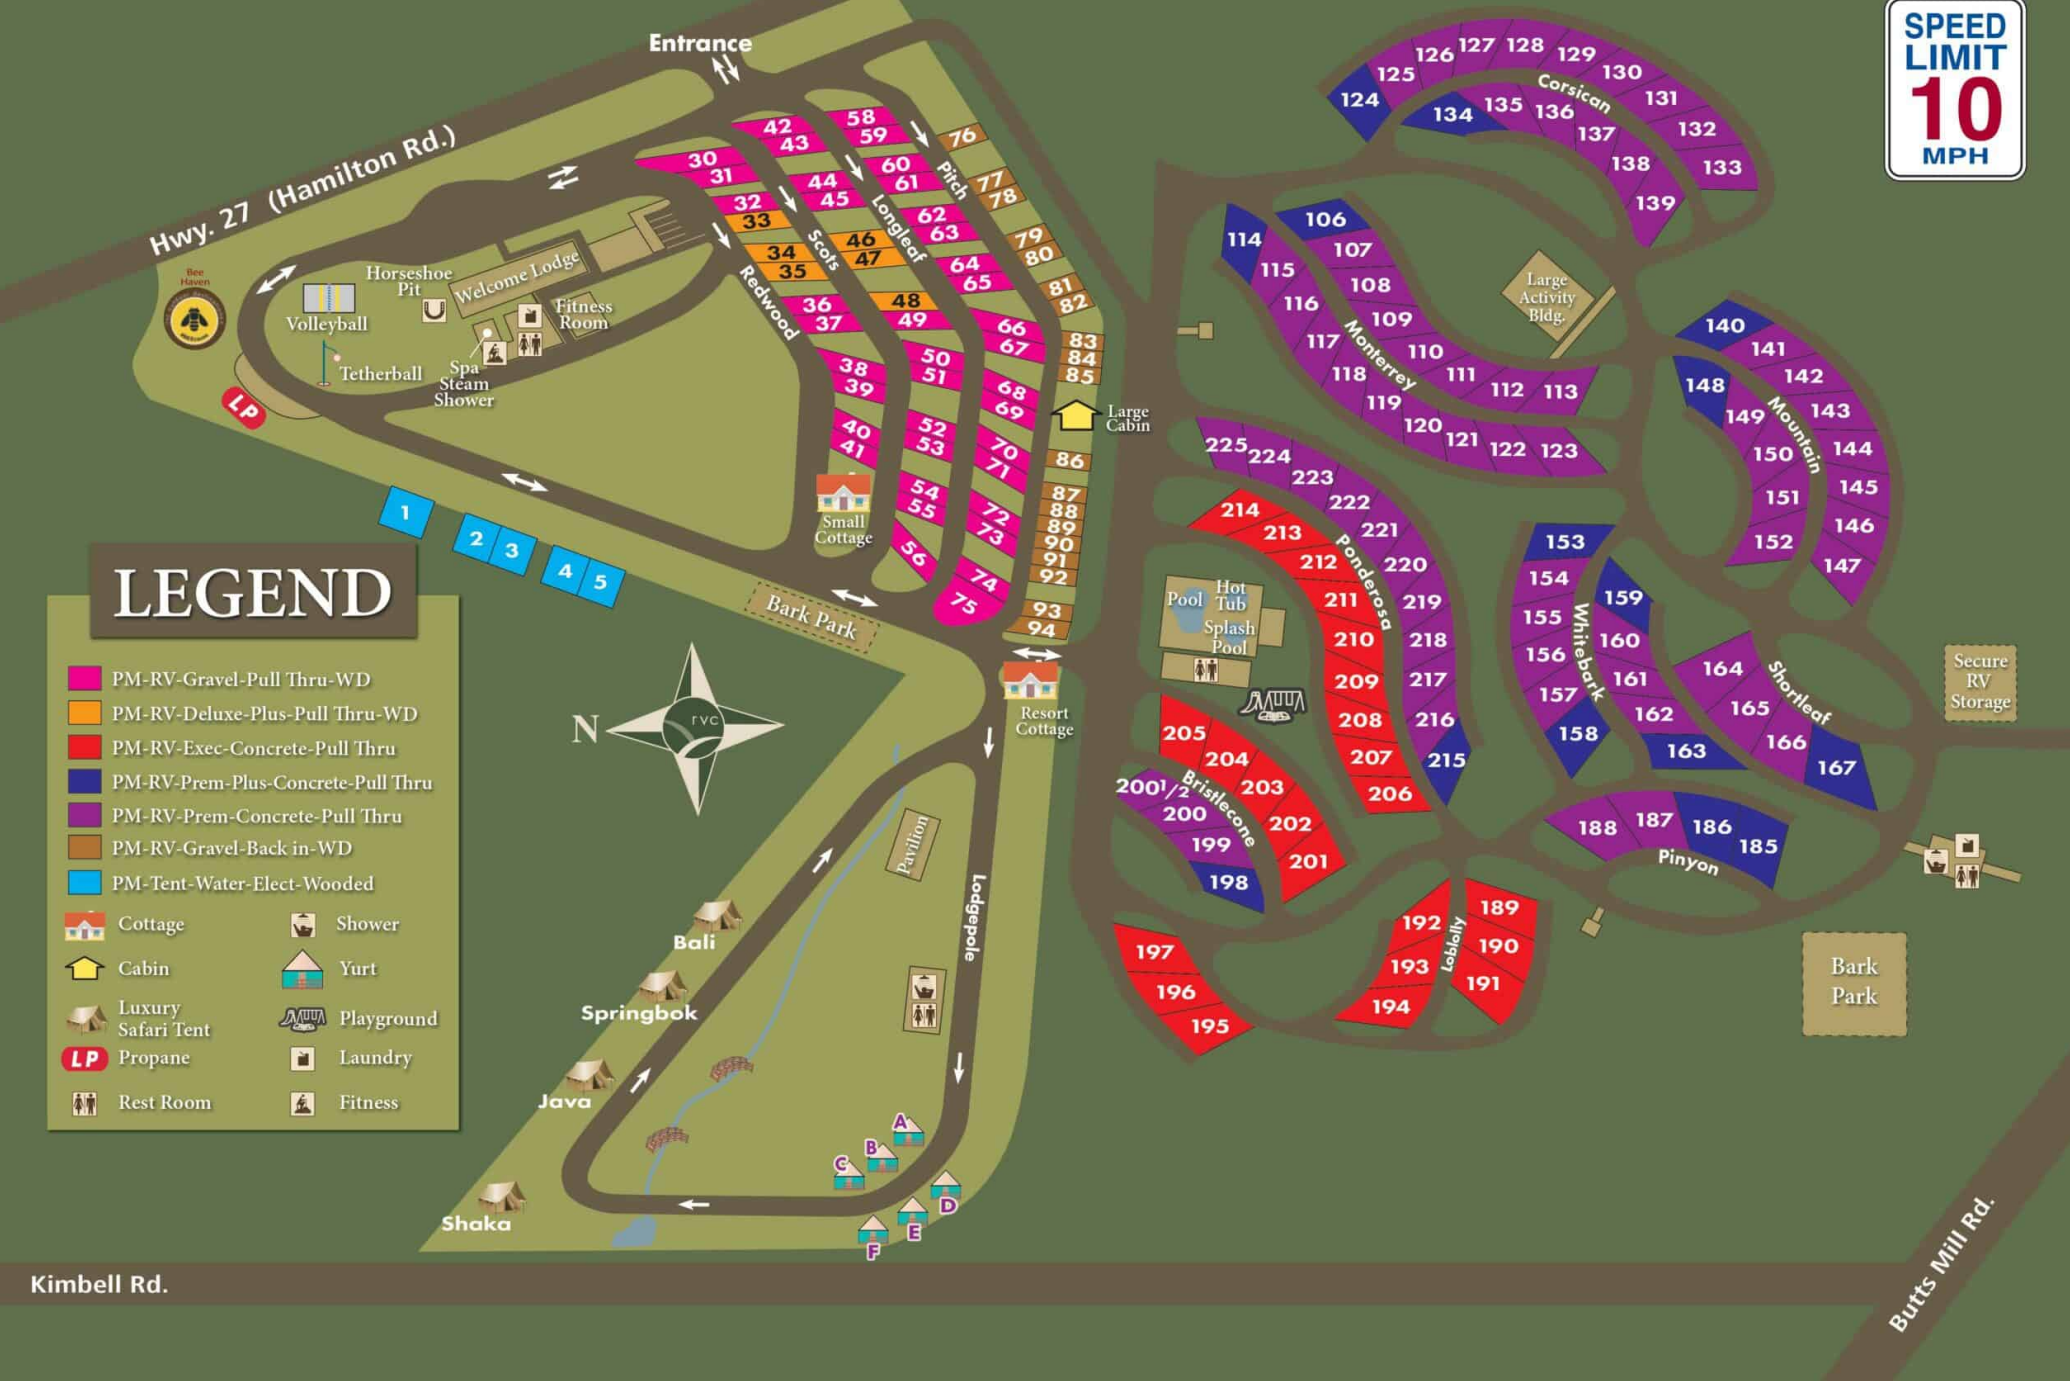 Entrance
Hwy. 27 (Hamilton Rd.)
SPEED
LIMIT
10
MPH
124
125
126
127
128
129
130
131
132
133
Corsican
134
135
136
137
138
139
42
43
58
59
30
31
60
61
44
45
32
33
62
63
34
35
46
47
64
65
36
37
48
49
66
67
38
39
50
51
68
69
40
41
52
53
70
71
54
55
72
73
56
74
75
Redwood
Scots
Longleaf
Pitch
76
77
78
79
80
81
82
83
84
85
Large
Cabin
86
87
88
89
90
91
92
93
94
Bee
Haven
Volleyball
Horseshoe
Pit
Welcome Lodge
Fitness
Room
Tetherball
Spa
Steam
Shower
LP
Small
Cottage
1
2
3
4
5
Bark Park
Resort
Cottage
N
rvc
106
107
108
109
110
111
112
113
Monterrey
114
115
116
117
118
119
120
121
122
123
Large
Activity
Bldg.
140
141
142
143
144
145
146
147
Mountain
148
149
150
151
152
225
224
223
222
221
220
219
218
217
216
215
Ponderosa
214
213
212
211
210
209
208
207
206
Pool
Hot
Tub
Splash
Pool
153
154
155
156
157
158
Whitebark
159
160
161
162
163
164
165
166
167
Shortleaf
Secure
RV
Storage
205
204
203
202
201
Bristlecone
200 1/2
200
199
198
188
187
186
185
Pinyon
197
196
195
192
193
194
Loblolly
189
190
191
Bark
Park
Pavilion
Lodgepole
Bali
Springbok
Java
Shaka
A
B
C
D
E
F
LEGEND
PM-RV-Gravel-Pull Thru-WD
PM-RV-Deluxe-Plus-Pull Thru-WD
PM-RV-Exec-Concrete-Pull Thru
PM-RV-Prem-Plus-Concrete-Pull Thru
PM-RV-Prem-Concrete-Pull Thru
PM-RV-Gravel-Back in-WD
PM-Tent-Water-Elect-Wooded
Cottage
Shower
Cabin
Yurt
Luxury
Safari Tent
Playground
LP Propane
Laundry
Rest Room
Fitness
Kimbell Rd.
Butts Mill Rd.